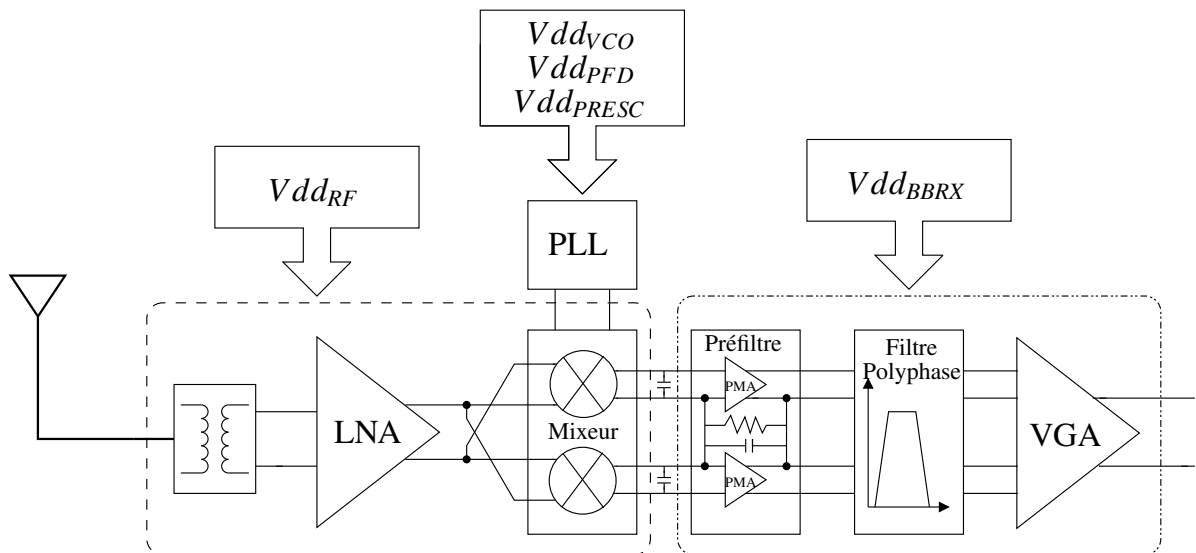 Vdd_VCO
Vdd_PFD
Vdd_PRESC
Vdd_RF
Vdd_BBRX
PLL
LNA
Mixeur
Préfiltre
PMA
PMA
Filtre
Polyphase
VGA